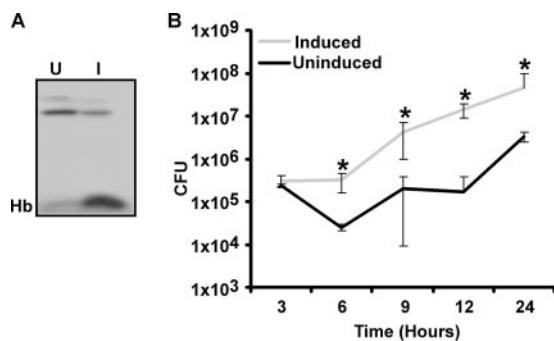 A
U I
Hb
B
1x10⁹
1x10⁸
1x10⁷
1x10⁶
1x10⁵
1x10⁴
1x10³
CFU
Induced
Uninduced
* * * *
3 6 9 12 24
Time (Hours)